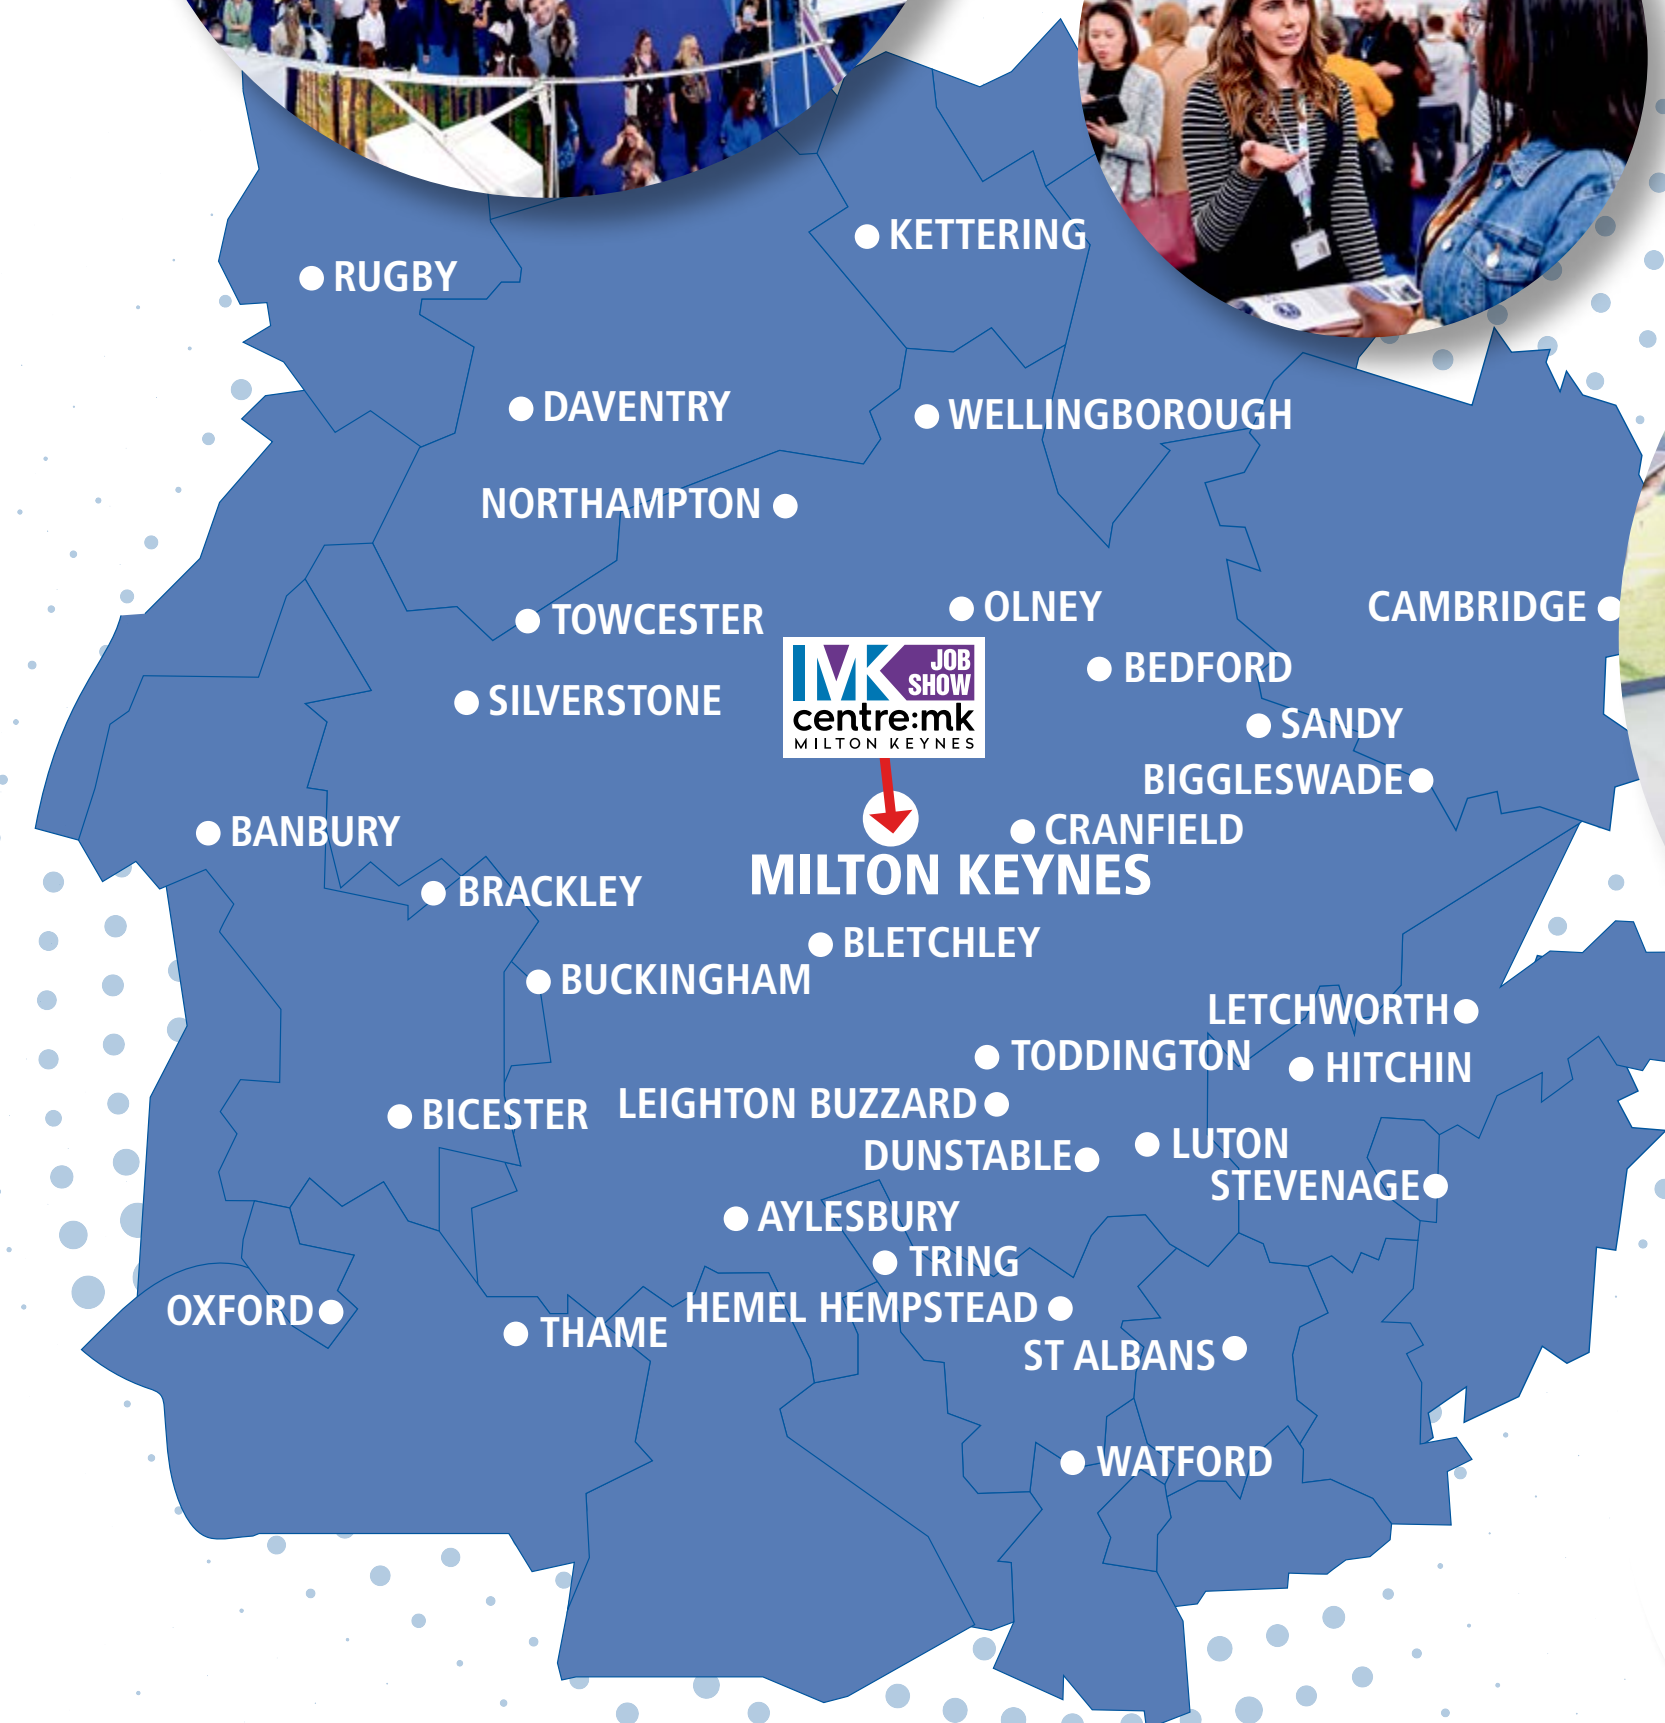 KETTERING
RUGBY
DAVENTRY
WELLINGBOROUGH
NORTHAMPTON
OLNEY
CAMBRIDGE
TOWCESTER
MK JOB
SHOW
centre:mk
MILTON KEYNES
BEDFORD
SILVERSTONE
SANDY
BIGGLESWADE
BANBURY
CRANFIELD
MILTON KEYNES
BRACKLEY
BLETCHLEY
BUCKINGHAM
LETCHWORTH
TODDINGTON
HITCHIN
LEIGHTON BUZZARD
BICESTER
LUTON
DUNSTABLE
STEVENAGE
AYLESBURY
TRING
HEMEL HEMPSTEAD
OXFORD
THAME
ST ALBANS
WATFORD